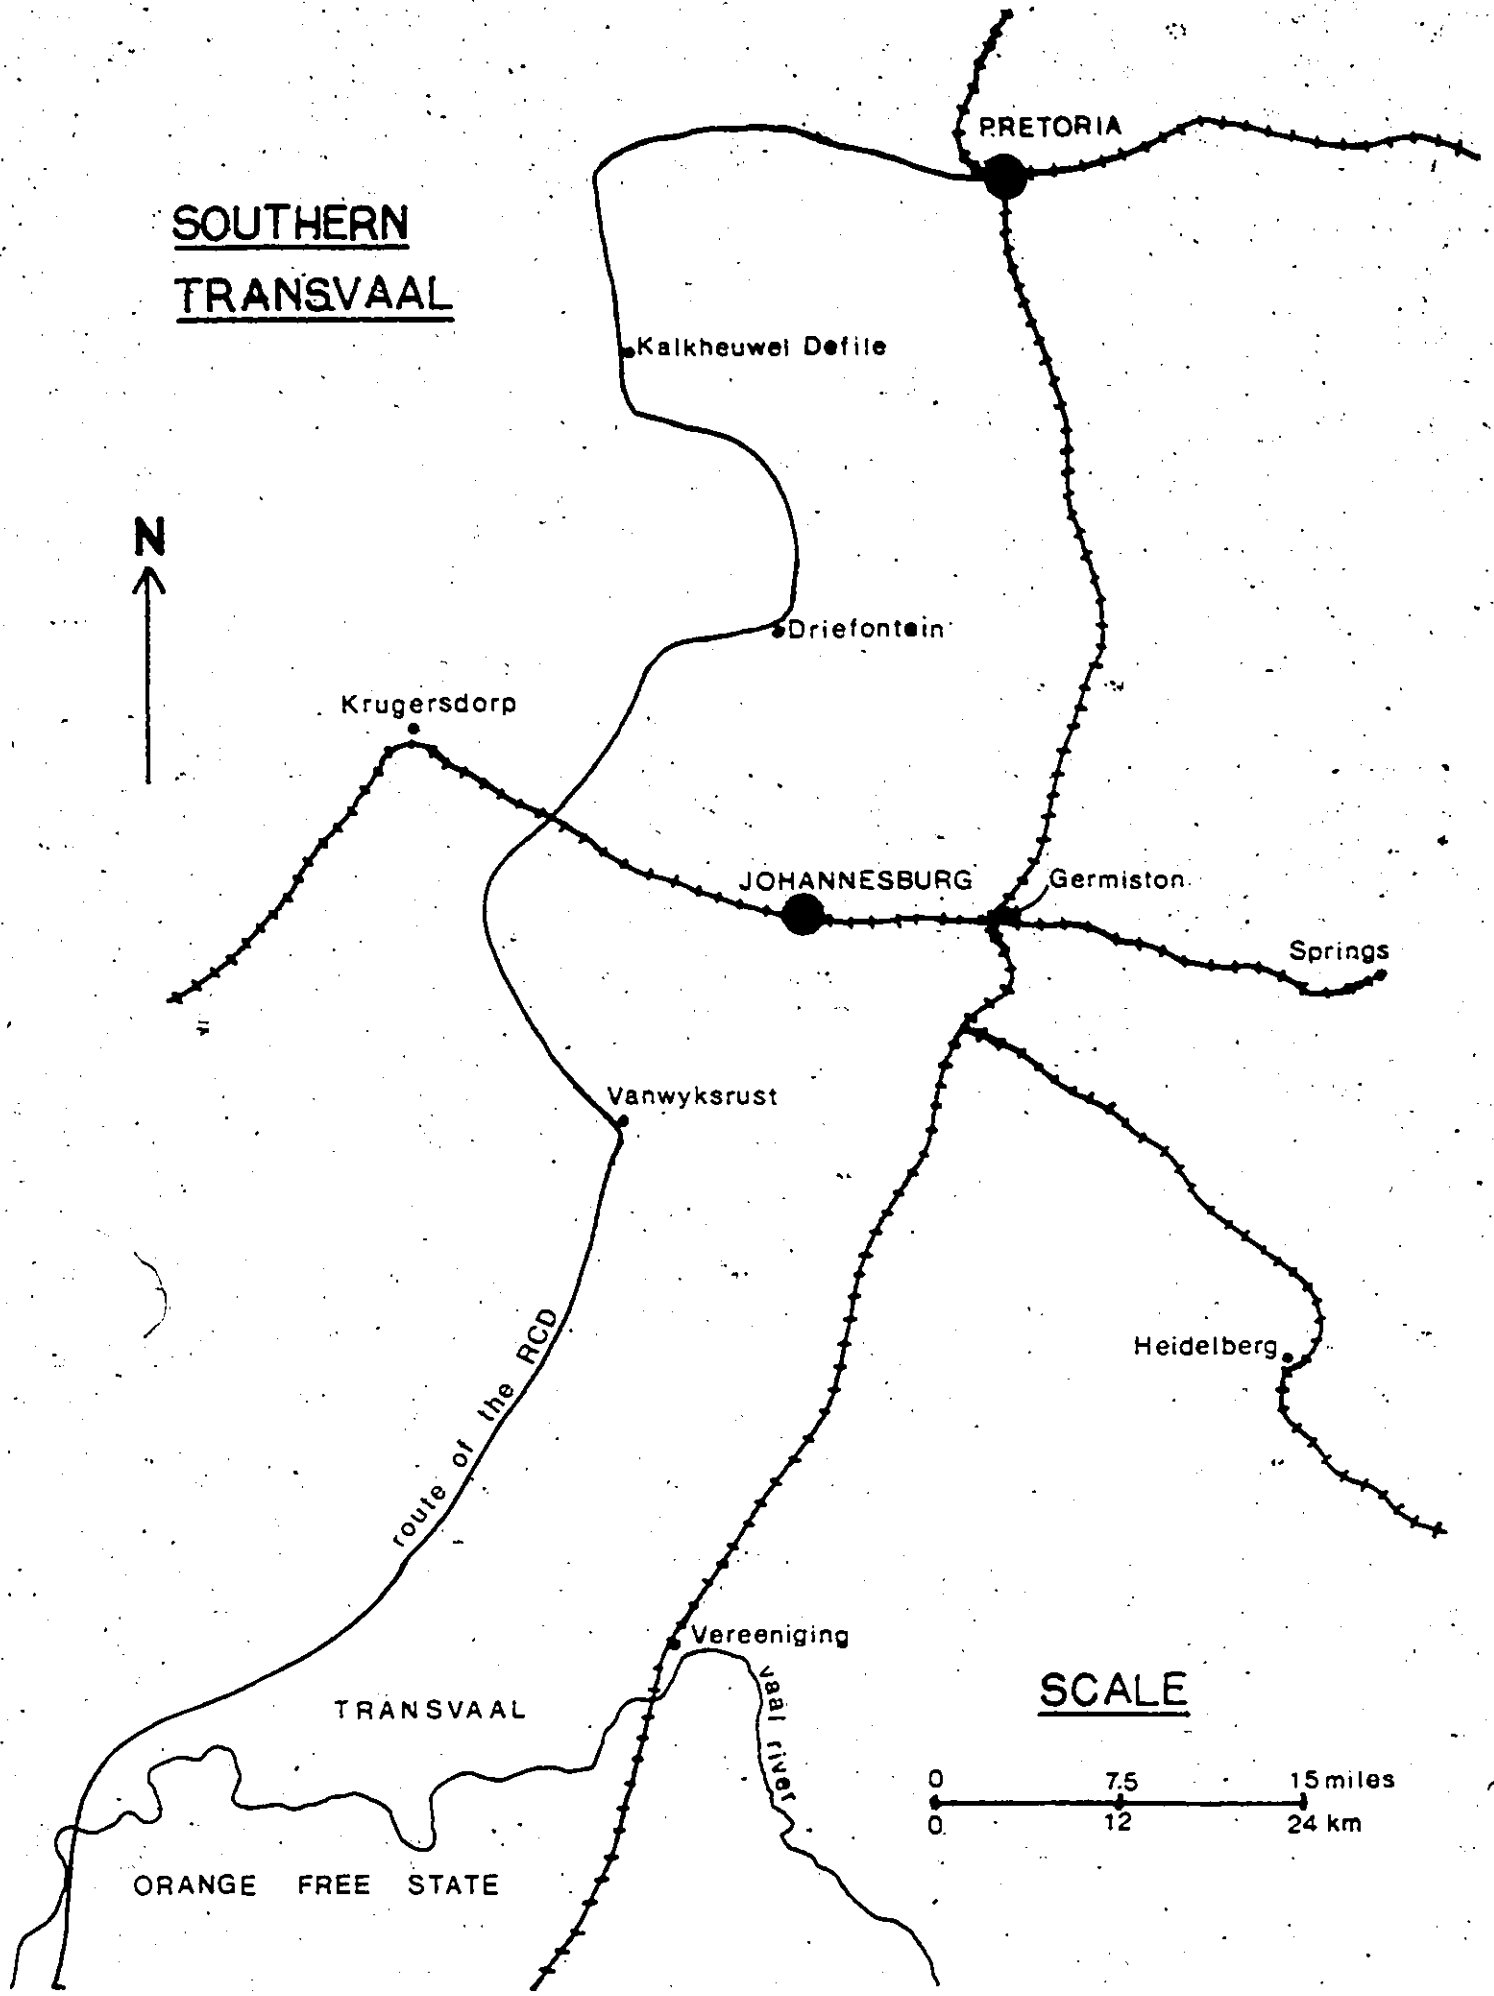 PRETORIA
SOUTHERN
TRANSVAAL
Kalkheuwel Defile
N
Driefontein
Krugersdorp
JOHANNESBURG
Germiston
Springs
Vanwyksrust
route of the RCD
Heidelberg
Vereeniging
vaal river
TRANSVAAL
SCALE
0 7.5 15 miles
0 12 24 km
ORANGE FREE STATE